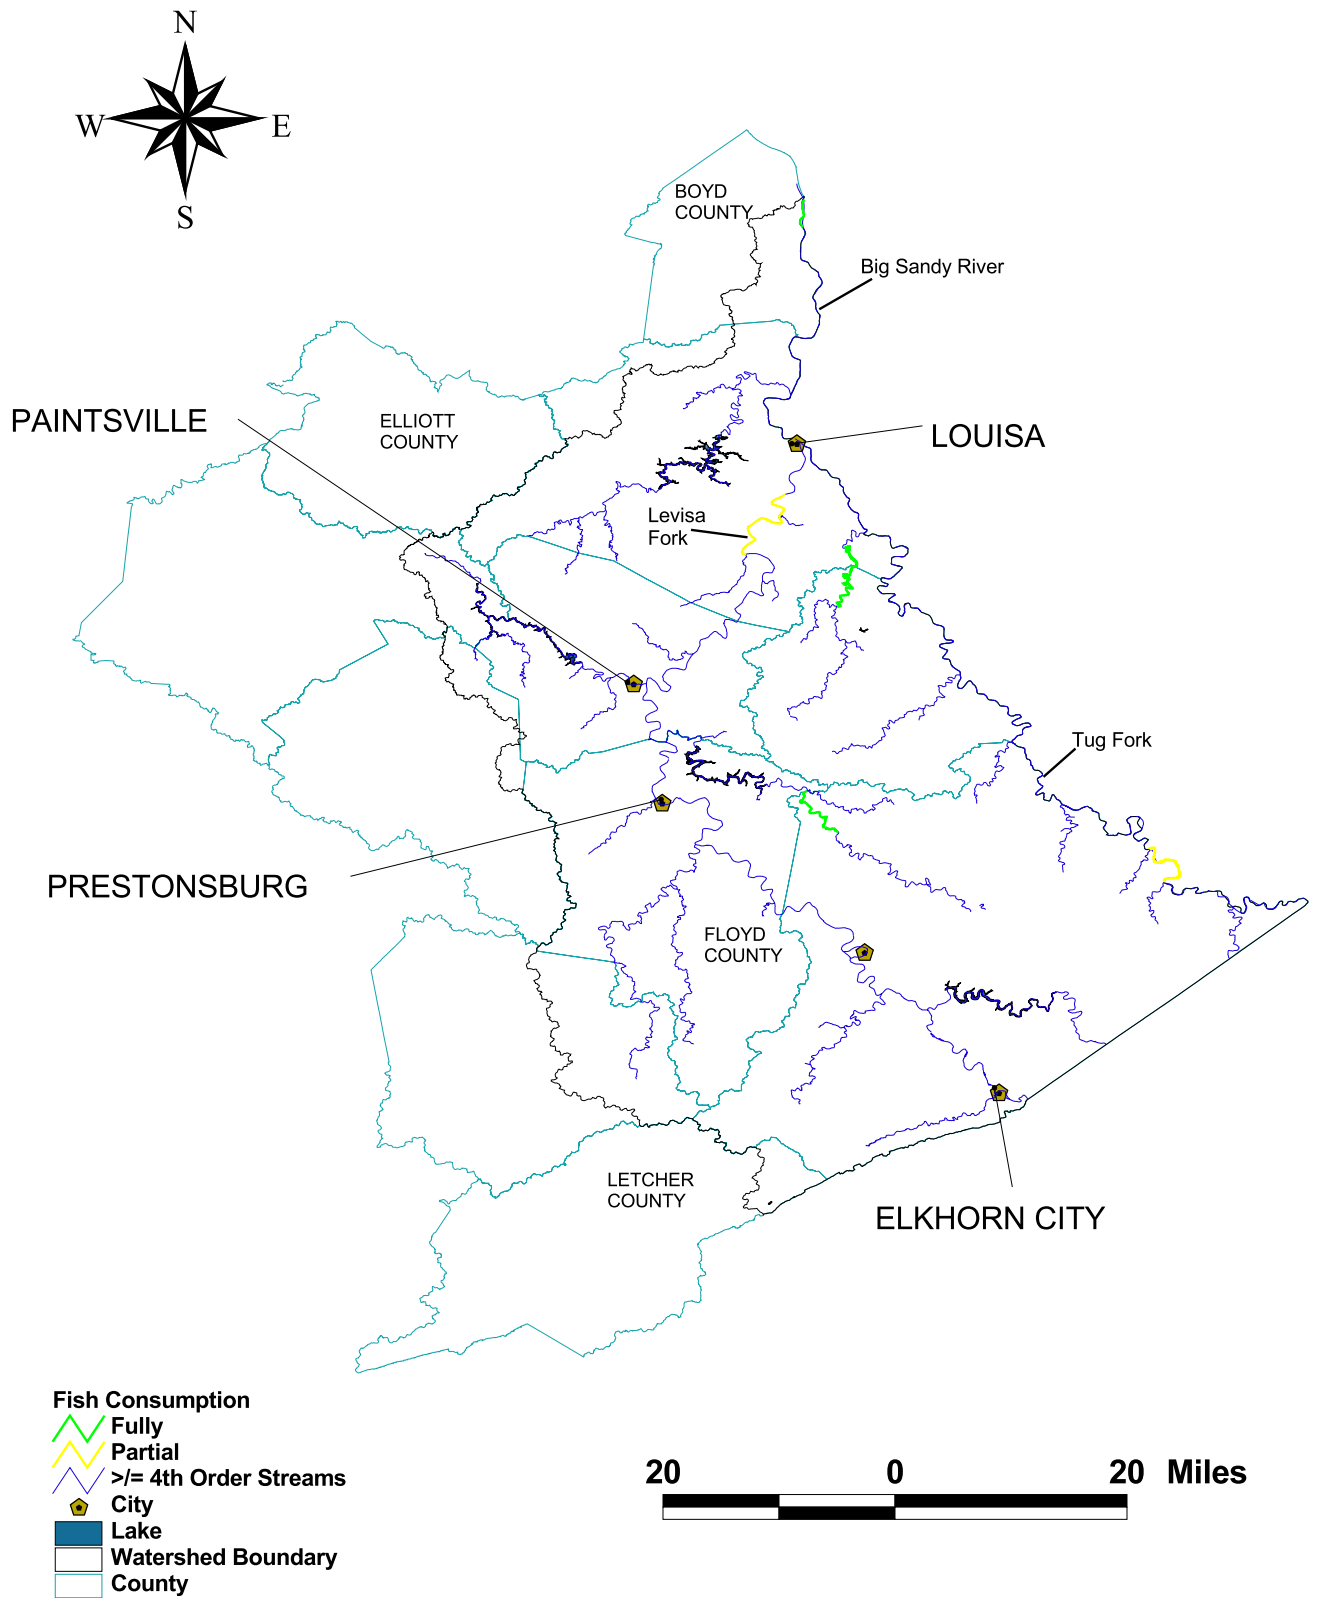 N
W
E
S
BOYD
COUNTY
Big Sandy River
PAINTSVILLE
ELLIOTT
COUNTY
LOUISA
Levisa
Fork
Tug Fork
PRESTONSBURG
FLOYD
COUNTY
LETCHER
COUNTY
ELKHORN CITY
Fish Consumption
Fully
Partial
>/= 4th Order Streams
City
Lake
Watershed Boundary
County
20 0 20 Miles